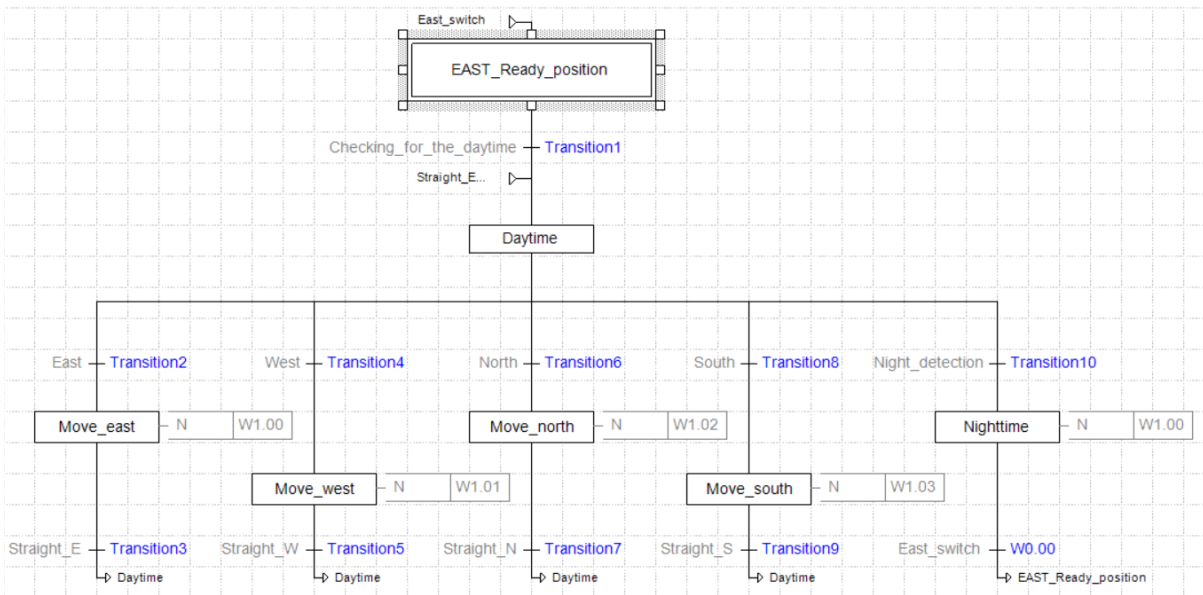 East_switch
EAST_Ready_position
Checking_for_the_daytime Transition1
Straight_E...
Daytime
East Transition2 West Transition4 North Transition6 South Transition8 Night_detection Transition10
Move_east N W1.00 Move_north N W1.02 Nighttime N W1.00
Move_west N W1.01 Move_south N W1.03
Straight_E Transition3 Straight_W Transition5 Straight_N Transition7 Straight_S Transition9 East_switch W0.00
Daytime Daytime Daytime Daytime EAST_Ready_position